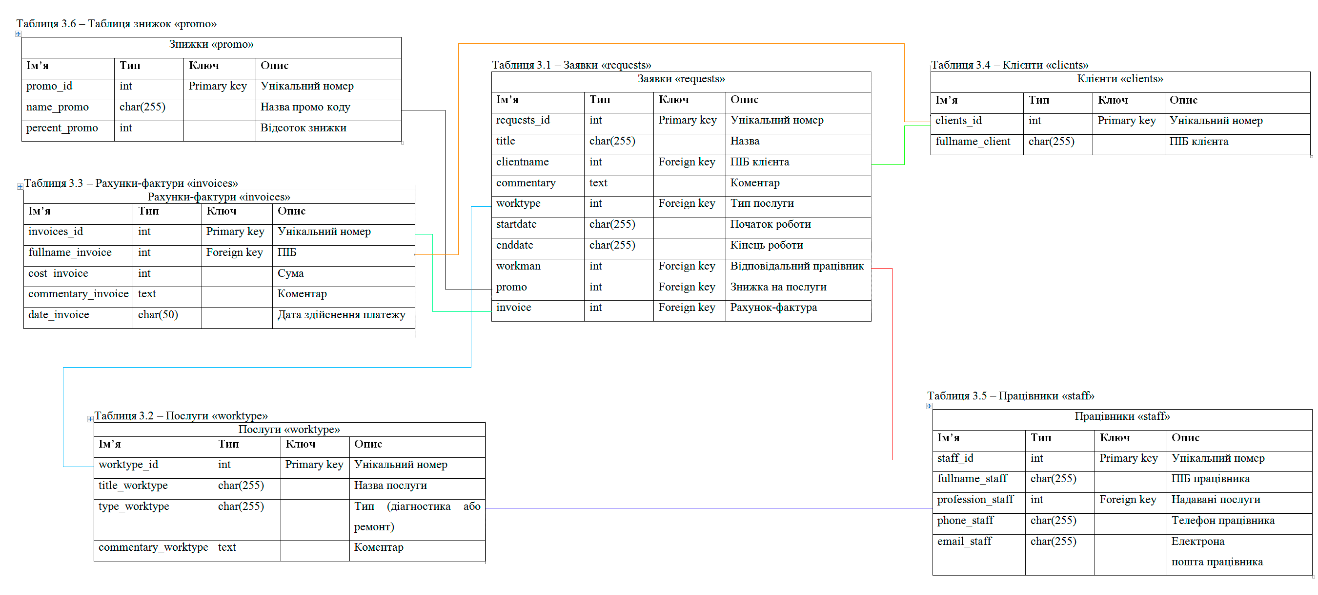 Таблиця 3.6 – Таблиця знижок «promo»
Знижки «promo»
Ім’я Тип Ключ Опис
promo_id int Primary key Унікальний номер
name_promo char(255) Назва промо коду
percent_promo int Відсоток знижки
Таблиця 3.3 – Рахунки-фактури «invoices»
Рахунки-фактури «invoices»
Ім’я Тип Ключ Опис
invoices_id int Primary key Унікальний номер
fullname_invoice int Foreign key ПІБ
cost_invoice int Сума
commentary_invoice text Коментар
date_invoice char(50) Дата здійснення платежу
Таблиця 3.1 – Заявки «requests»
Заявки «requests»
Ім’я Тип Ключ Опис
requests_id int Primary key Унікальний номер
title char(255) Назва
clientname int Foreign key ПІБ клієнта
commentary text Коментар
worktype int Foreign key Тип послуги
startdate char(255) Початок роботи
enddate char(255) Кінець роботи
workman int Foreign key Відповідальний працівник
promo int Foreign key Знижка на послуги
invoice int Foreign key Рахунок-фактура
Таблиця 3.4 – Клієнти «clients»
Клієнти «clients»
Ім’я Тип Ключ Опис
clients_id int Primary key Унікальний номер
fullname_client char(255) ПІБ клієнта
Таблиця 3.2 – Послуги «worktype»
Послуги «worktype»
Ім’я Тип Ключ Опис
worktype_id int Primary key Унікальний номер
title_worktype char(255) Назва послуги
type_worktype char(255) Тип (діагностика або
ремонт)
commentary_worktype text Коментар
Таблиця 3.5 – Працівники «staff»
Працівники «staff»
Ім’я Тип Ключ Опис
staff_id int Primary key Унікальний номер
fullname_staff char(255) ПІБ працівника
profession_staff int Foreign key Надавані послуги
phone_staff char(255) Телефон працівника
email_staff char(255) Електрона
пошта працівника